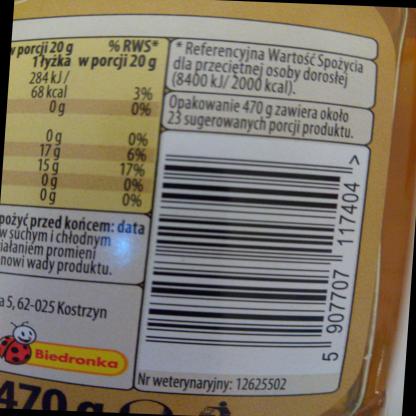 w porcji 20 g % RWS*
1 łyżka w porcji 20 g
284 kJ /
68 kcal 3%
0 g 0%
0 g 0%
17 g 6%
15 g 17%
0 g 0%
0 g 0%
* Referencyjna Wartość Spożycia
dla przeciętnej osoby dorosłej
(8400 kJ/ 2000 kcal).
Opakowanie 470 g zawiera około
23 sugerowanych porcji produktu.
przed końcem: data
w suchym i chłodnym
promieni
wady produktu.
5, 62-025 Kostrzyn
Biedronka
470 g
5 907707 117404 >
Nr weterynaryjny: 12625502